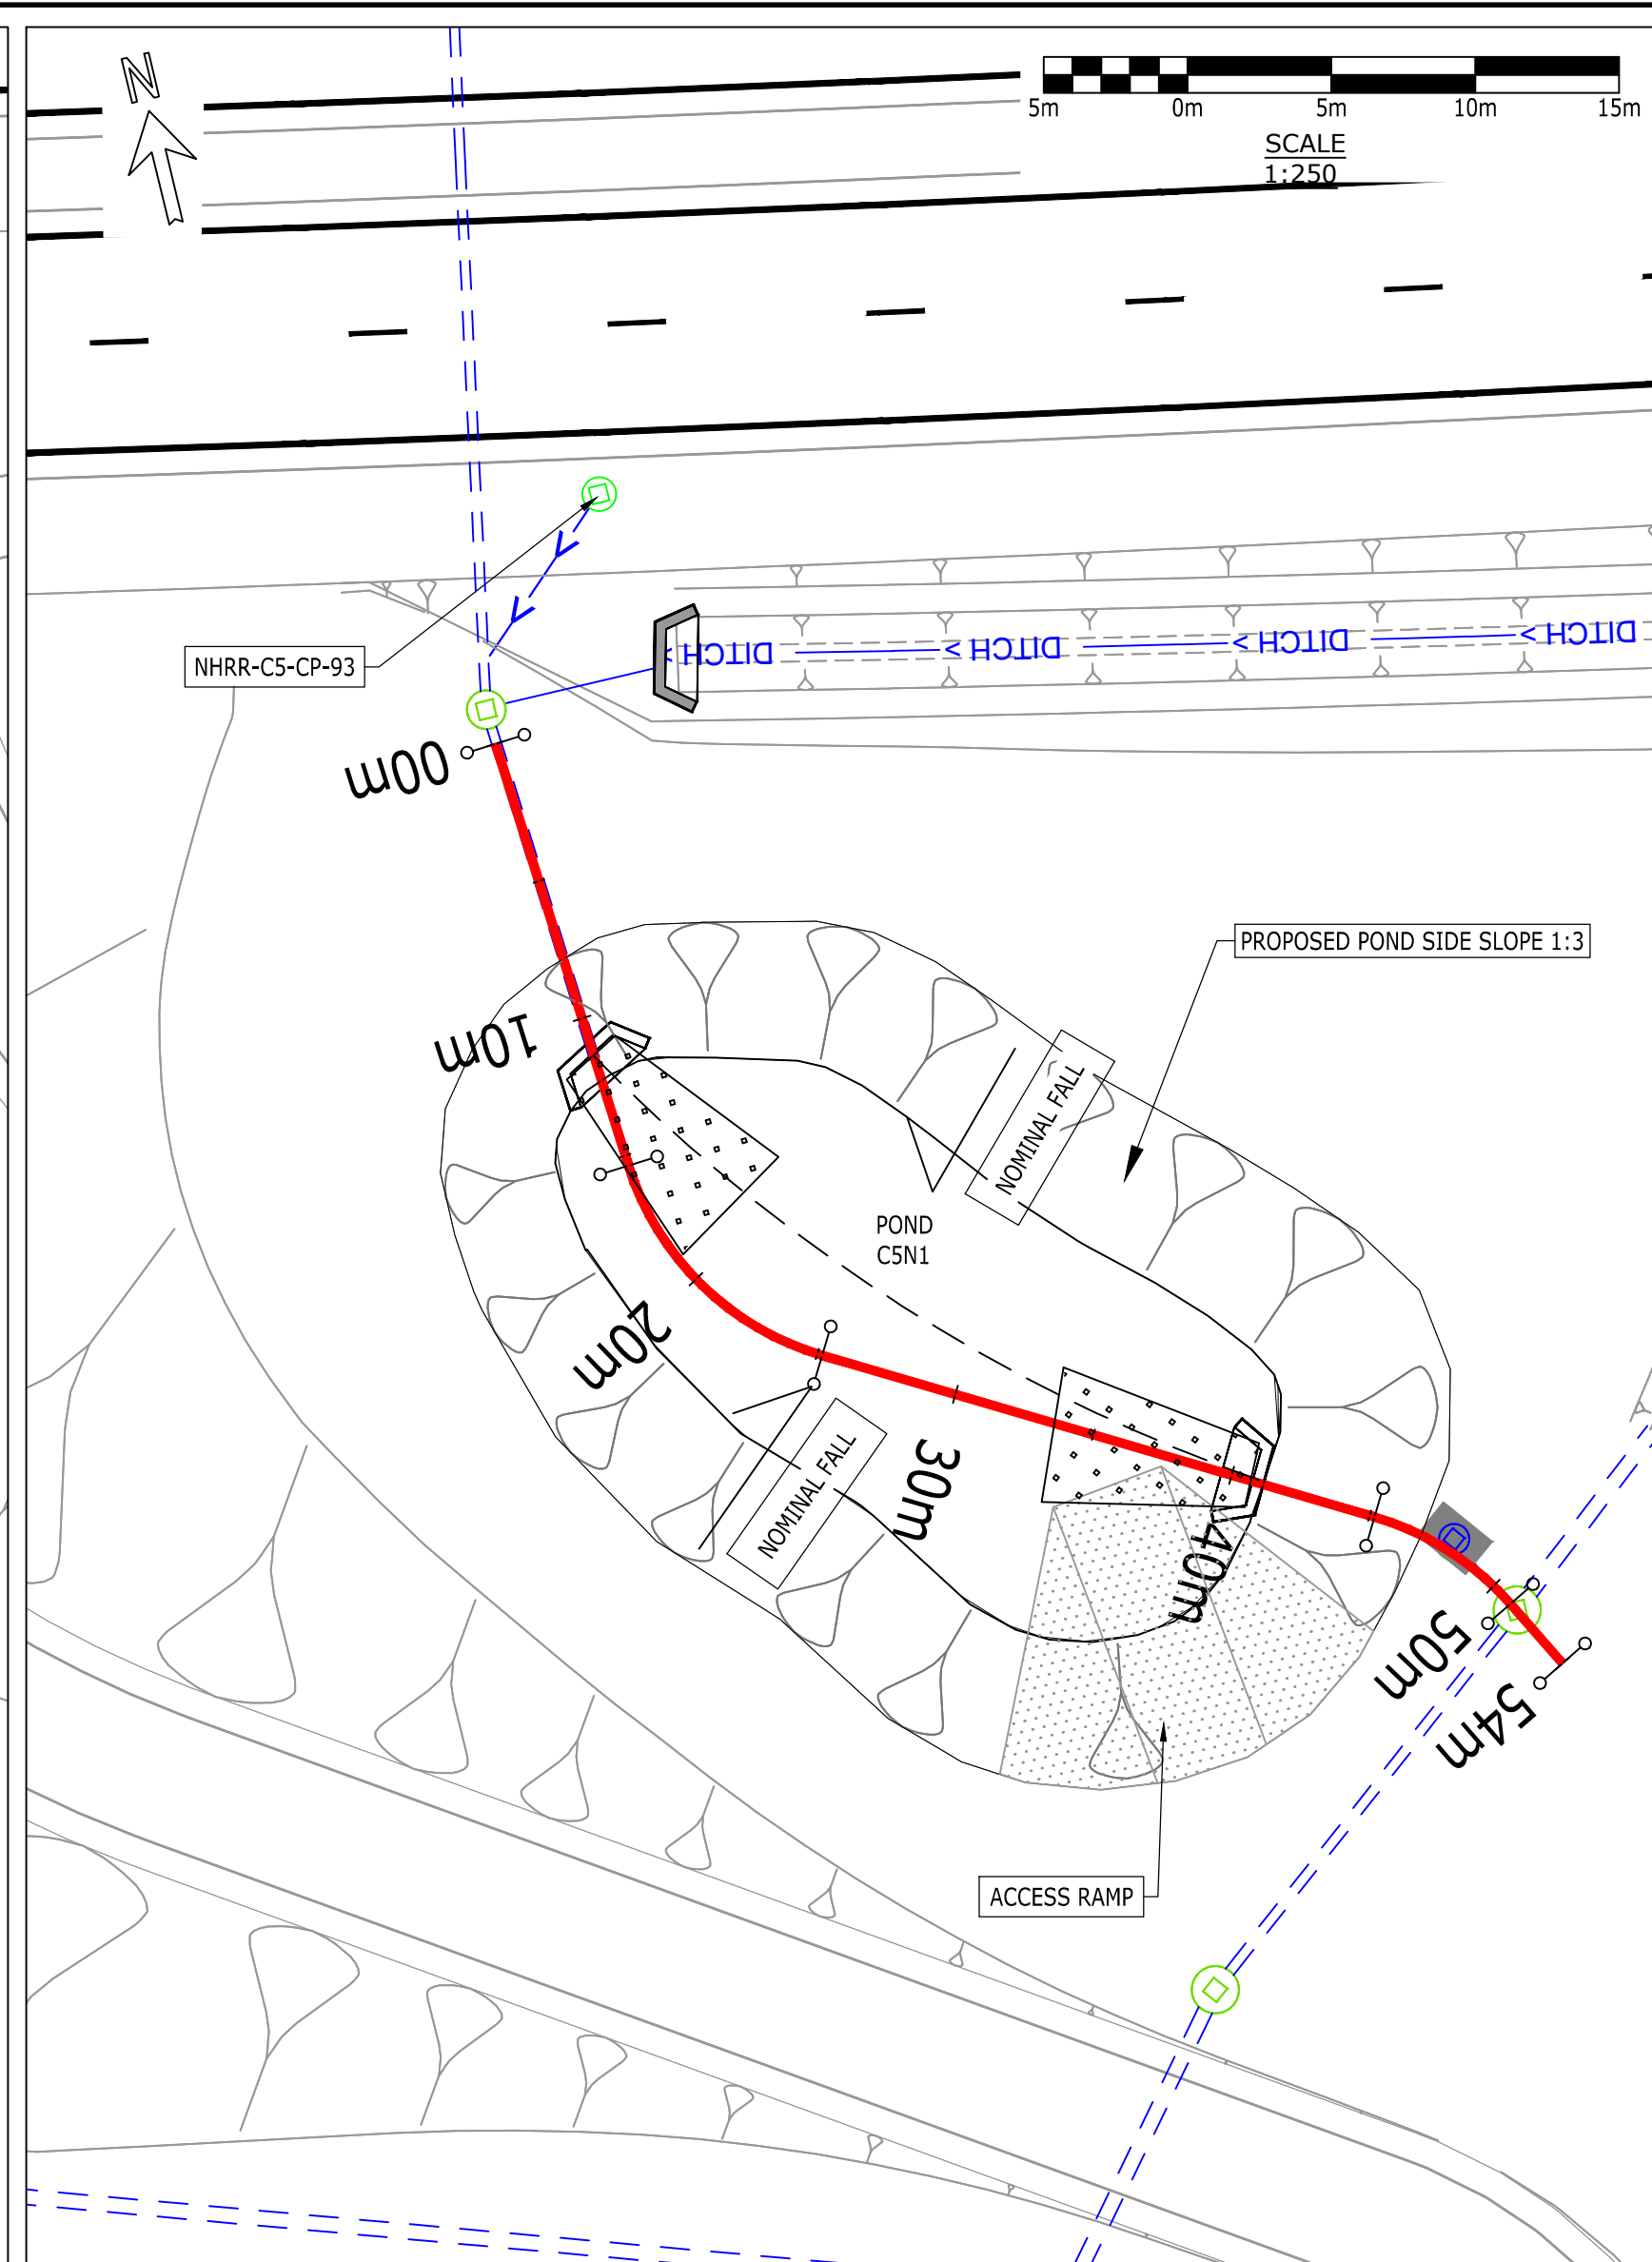 N
5m 0m 5m 10m 15m
SCALE
1:250
NHRR-C5-CP-93
< DITCH < DITCH < DITCH < DITCH
00m
PROPOSED POND SIDE SLOPE 1:3
10m
NOMINAL FALL
POND
C5N1
20m
NOMINAL FALL
30m
40m
50m
54m
ACCESS RAMP